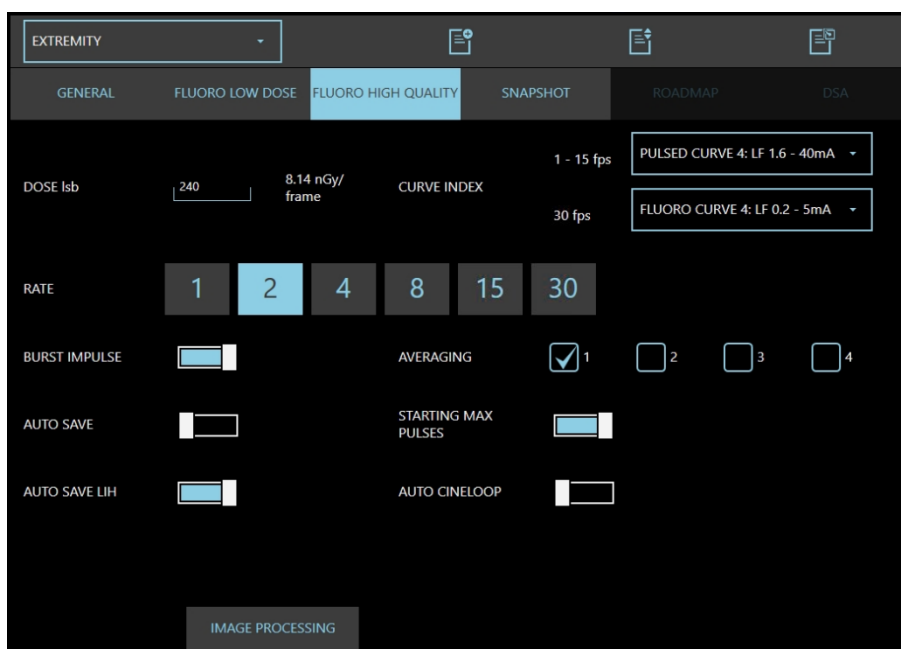 EXTREMITY
GENERAL
FLUORO LOW DOSE
FLUORO HIGH QUALITY
SNAPSHOT
ROADMAP
DSA
DOSE lsb
240
8.14 nGy/
frame
CURVE INDEX
1 - 15 fps
PULSED CURVE 4: LF 1.6 - 40mA
30 fps
FLUORO CURVE 4: LF 0.2 - 5mA
RATE
1
2
4
8
15
30
BURST IMPULSE
AVERAGING
1
2
3
4
AUTO SAVE
STARTING MAX
PULSES
AUTO SAVE LIH
AUTO CINELOOP
IMAGE PROCESSING